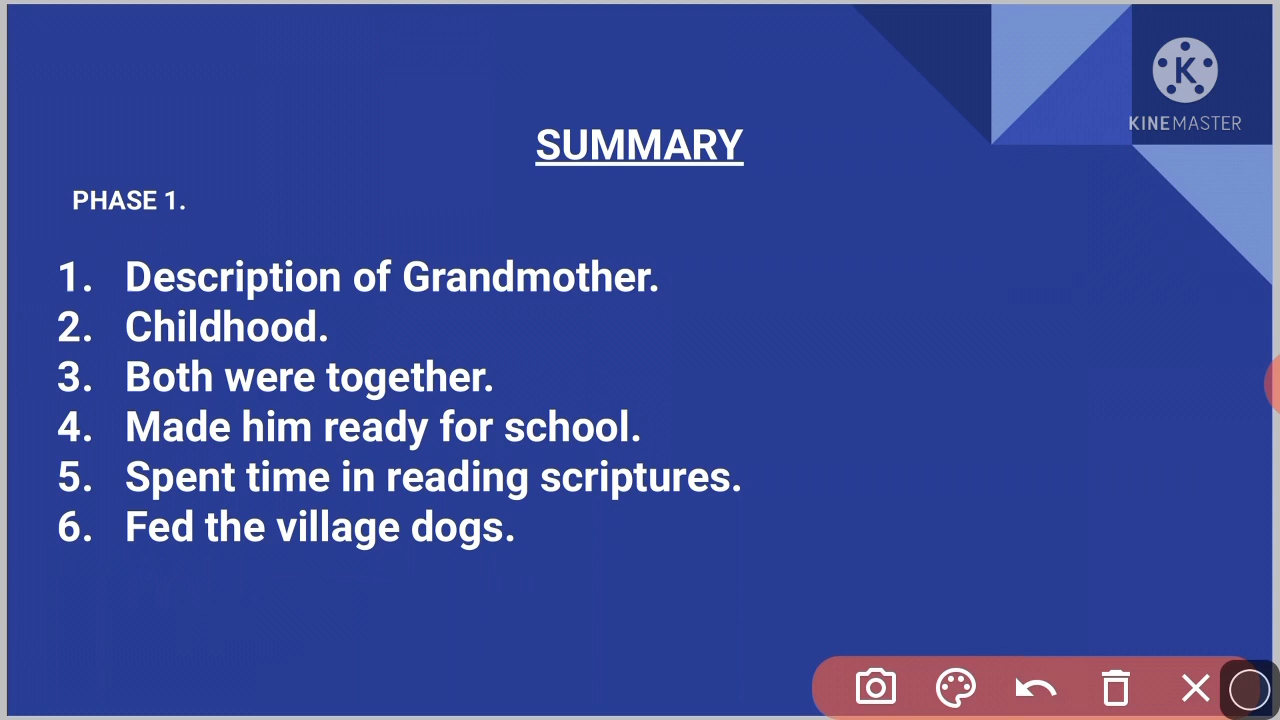 KINEMASTER
SUMMARY
PHASE 1.
1. Description of Grandmother.
2. Childhood.
3. Both were together.
4. Made him ready for school.
5. Spent time in reading scriptures.
6. Fed the village dogs.